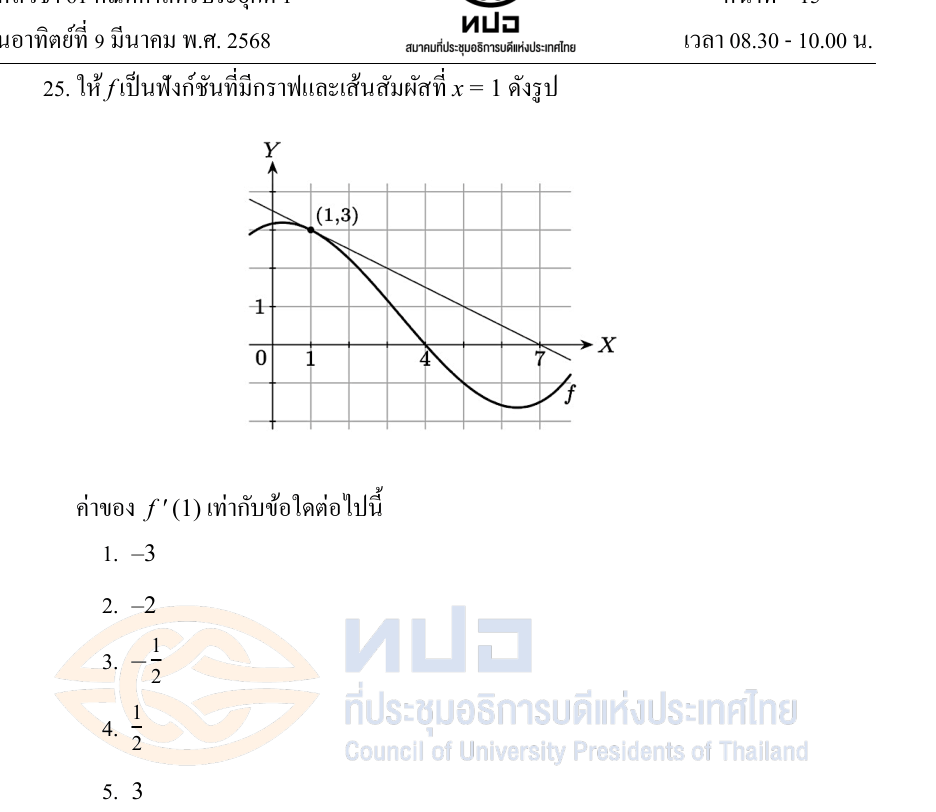 ทปอ
สมาคมที่ประชุมอธิการบดีแห่งประเทศไทย
นอาทิตย์ที่ 9 มีนาคม พ.ศ. 2568
เวลา 08.30 - 10.00 น.
25. ให้ f เป็นฟังก์ชันที่มีกราฟและเส้นสัมผัสที่ x = 1 ดังรูป
Y
(1,3)
1
0 1 4 7 X
f
ค่าของ f ′(1) เท่ากับข้อใดต่อไปนี้
1. –3
2. –2
3. –1/2
4. 1/2
5. 3
ทปอ
ที่ประชุมอธิการบดีแห่งประเทศไทย
Council of University Presidents of Thailand